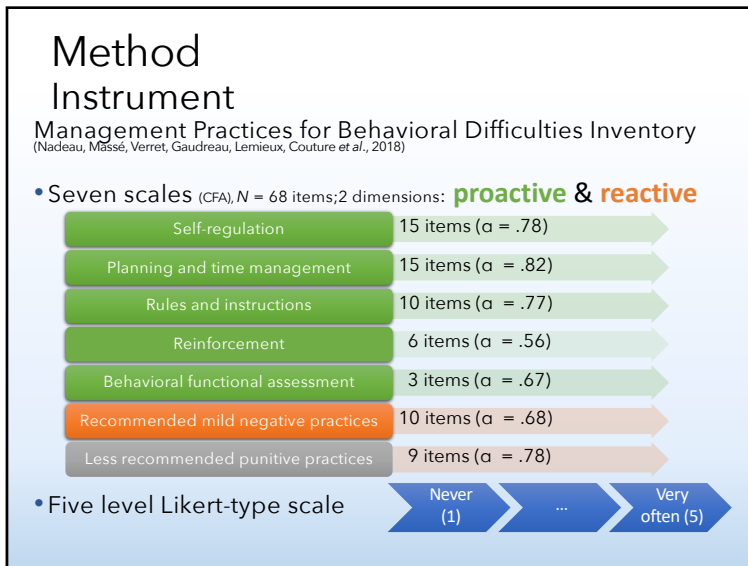 Method
Instrument
Management Practices for Behavioral Difficulties Inventory
(Nadeau, Massé, Verret, Gaudreau, Lemieux, Couture et al., 2018)
• Seven scales (CFA), N = 68 items;2 dimensions: proactive & reactive
Self-regulation 15 items (α = .78)
Planning and time management 15 items (α = .82)
Rules and instructions 10 items (α = .77)
Reinforcement 6 items (α = .56)
Behavioral functional assessment 3 items (α = .67)
Recommended mild negative practices 10 items (α = .68)
Less recommended punitive practices 9 items (α = .78)
• Five level Likert-type scale
Never
(1)
...
Very
often (5)